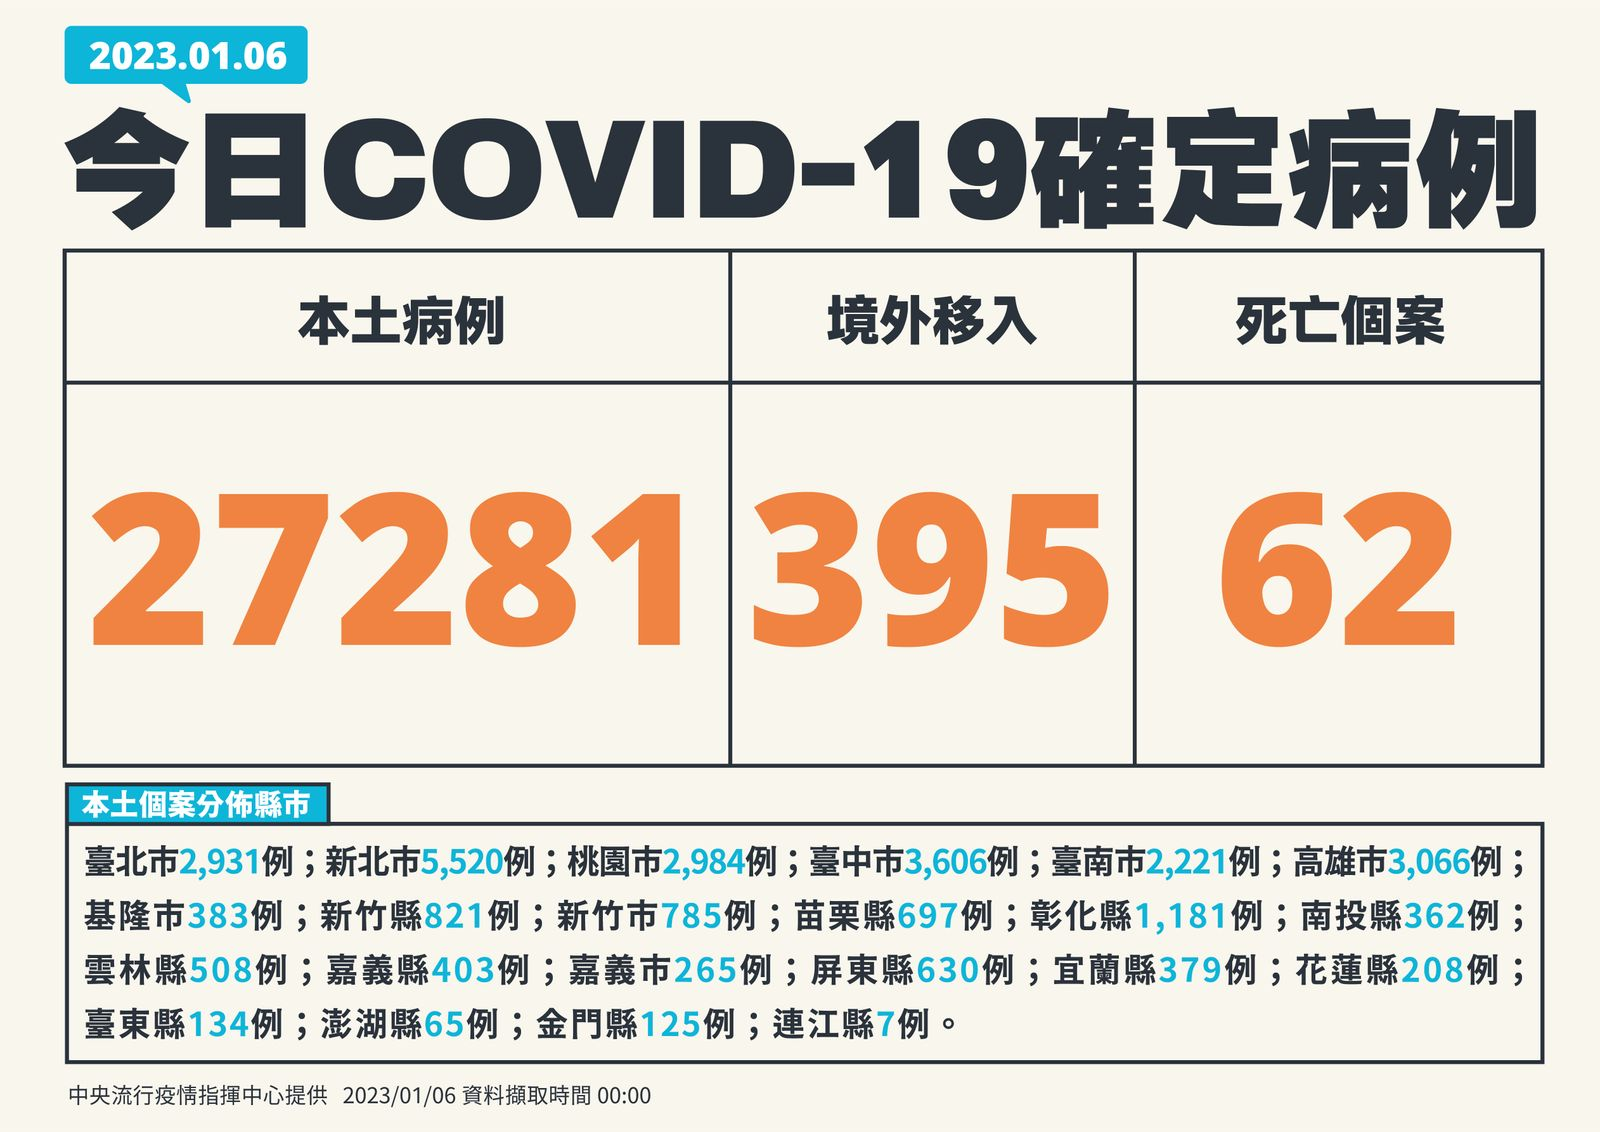 2023.01.06
今日COVID-19確定病例
本土病例
境外移入
死亡個案
27281
395
62
本土個案分佈縣市
臺北市2,931例；新北市5,520例；桃園市2,984例；臺中市3,606例；臺南市2,221例；高雄市3,066例；
基隆市383例；新竹縣821例；新竹市785例；苗栗縣697例；彰化縣1,181例；南投縣362例；
雲林縣508例；嘉義縣403例；嘉義市265例；屏東縣630例；宜蘭縣379例；花蓮縣208例；
臺東縣134例；澎湖縣65例；金門縣125例；連江縣7例。
中央流行疫情指揮中心提供 2023/01/06 資料擷取時間 00:00